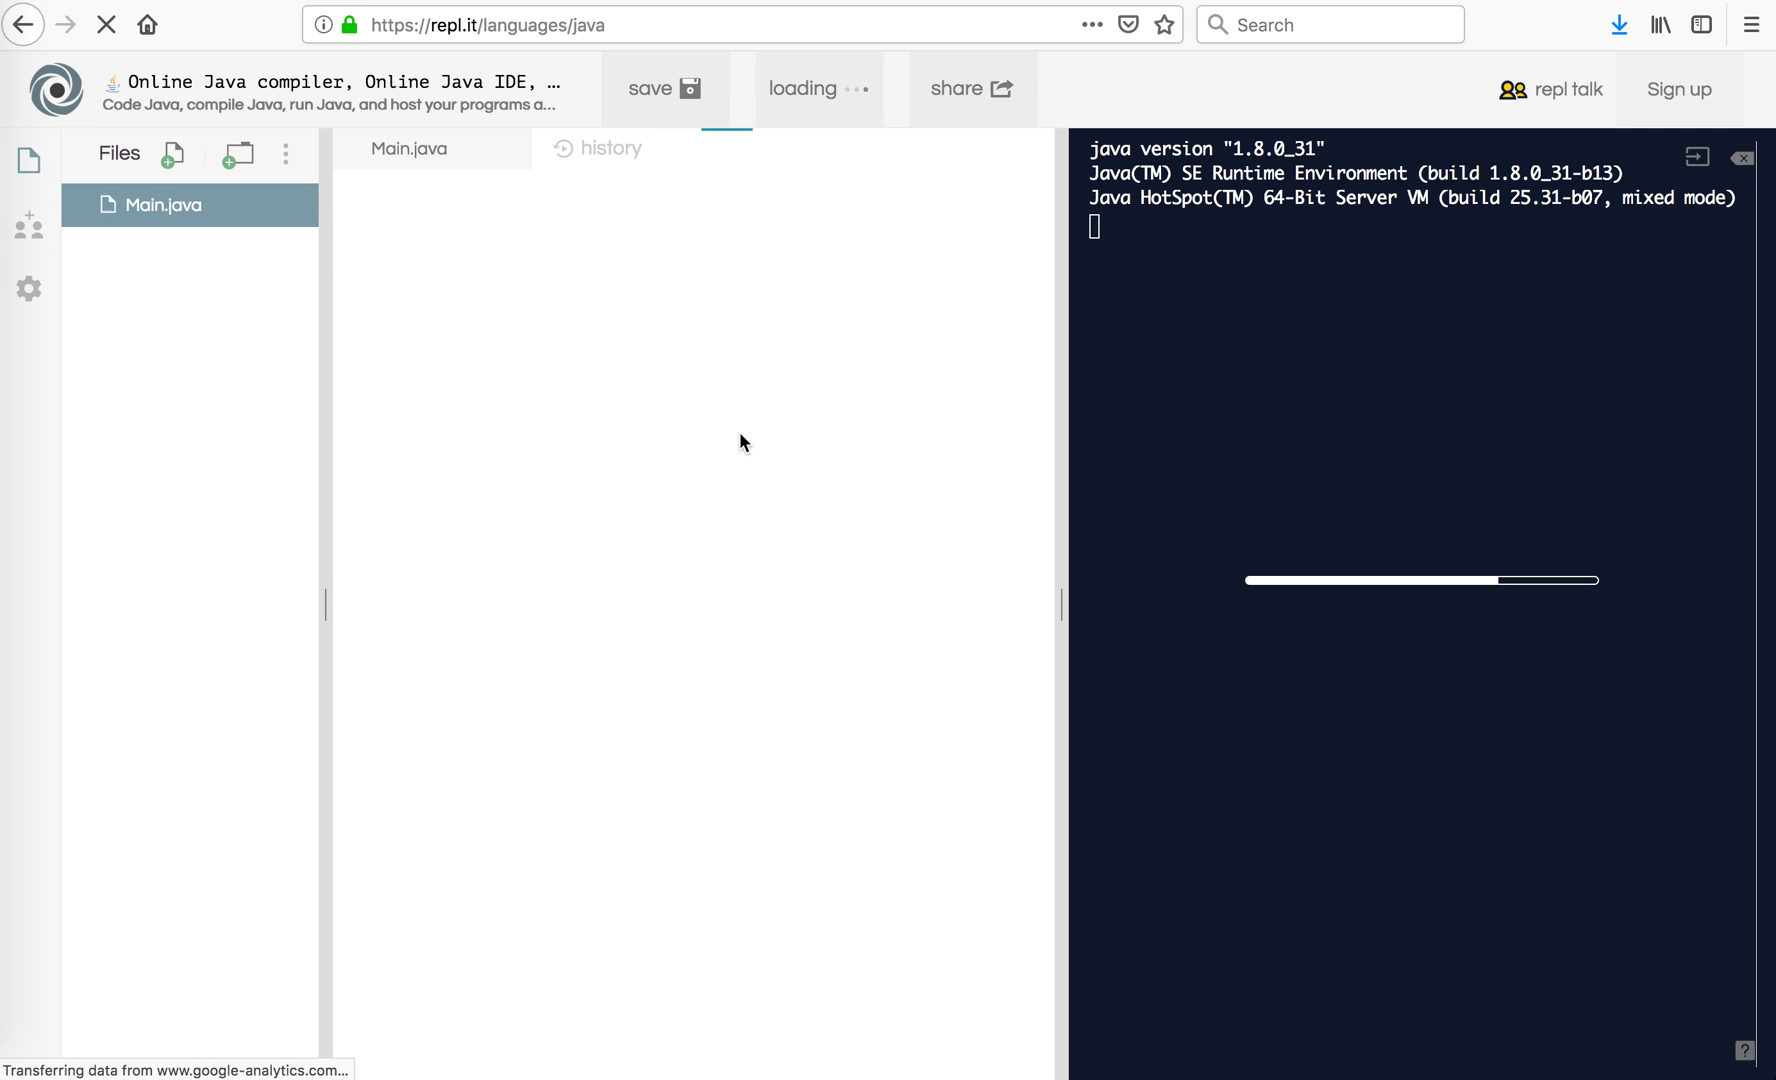 https://repl.it/languages/java
Search
Online Java compiler, Online Java IDE, ...
Code Java, compile Java, run Java, and host your programs a...
save
loading
share
repl talk
Sign up
Files
Main.java
Main.java
history
java version "1.8.0_31"
Java(TM) SE Runtime Environment (build 1.8.0_31-b13)
Java HotSpot(TM) 64-Bit Server VM (build 25.31-b07, mixed mode)
?
Transferring data from www.google-analytics.com...